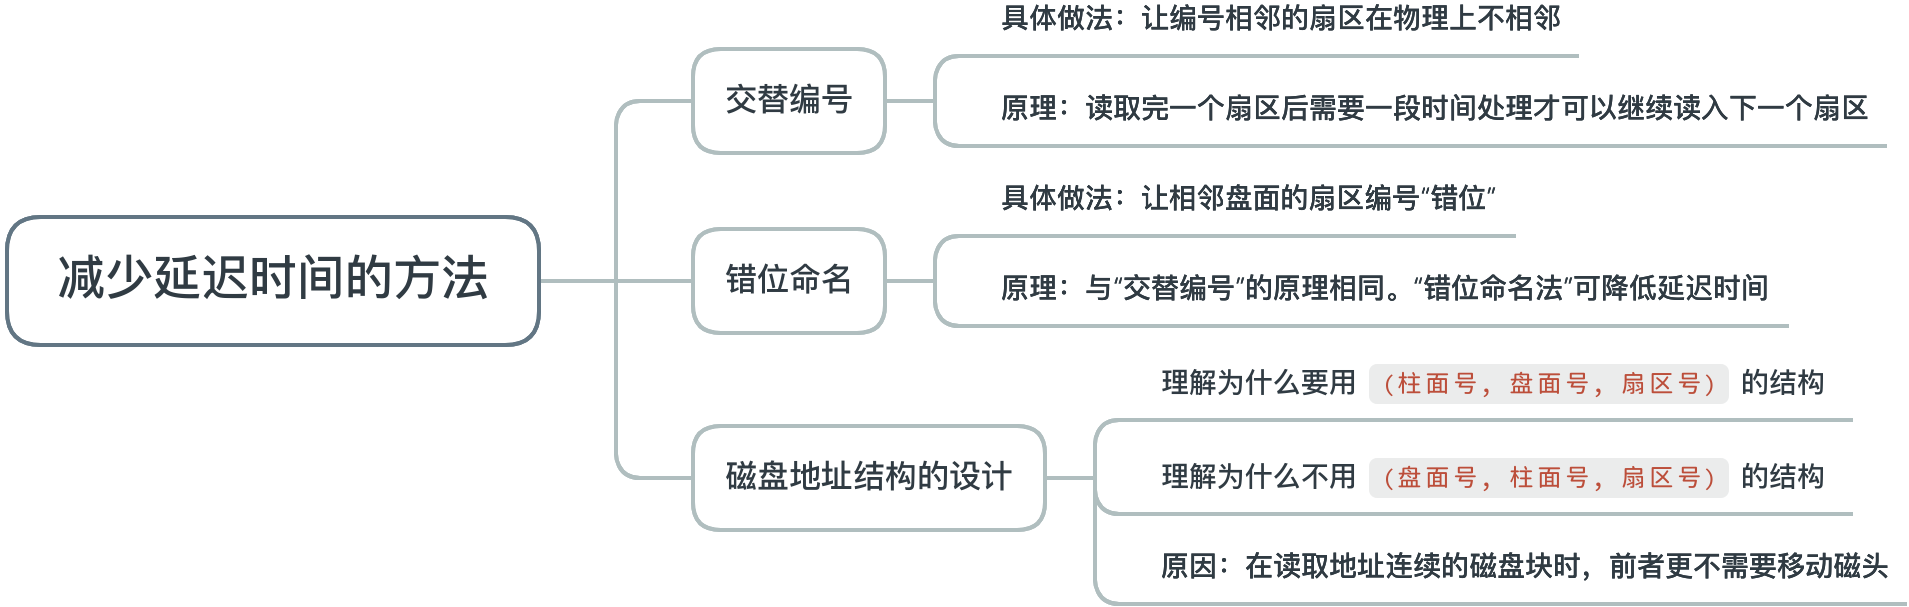 减少延迟时间的方法
交替编号
具体做法：让编号相邻的扇区在物理上不相邻
原理：读取完一个扇区后需要一段时间处理才可以继续读入下一个扇区
错位命名
具体做法：让相邻盘面的扇区编号“错位“
原理：与“交替编号”的原理相同。“错位命名法”可降低延迟时间
磁盘地址结构的设计
理解为什么要用 (柱面号，盘面号，扇区号) 的结构
理解为什么不用 (盘面号，柱面号，扇区号) 的结构
原因：在读取地址连续的磁盘块时，前者更不需要移动磁头